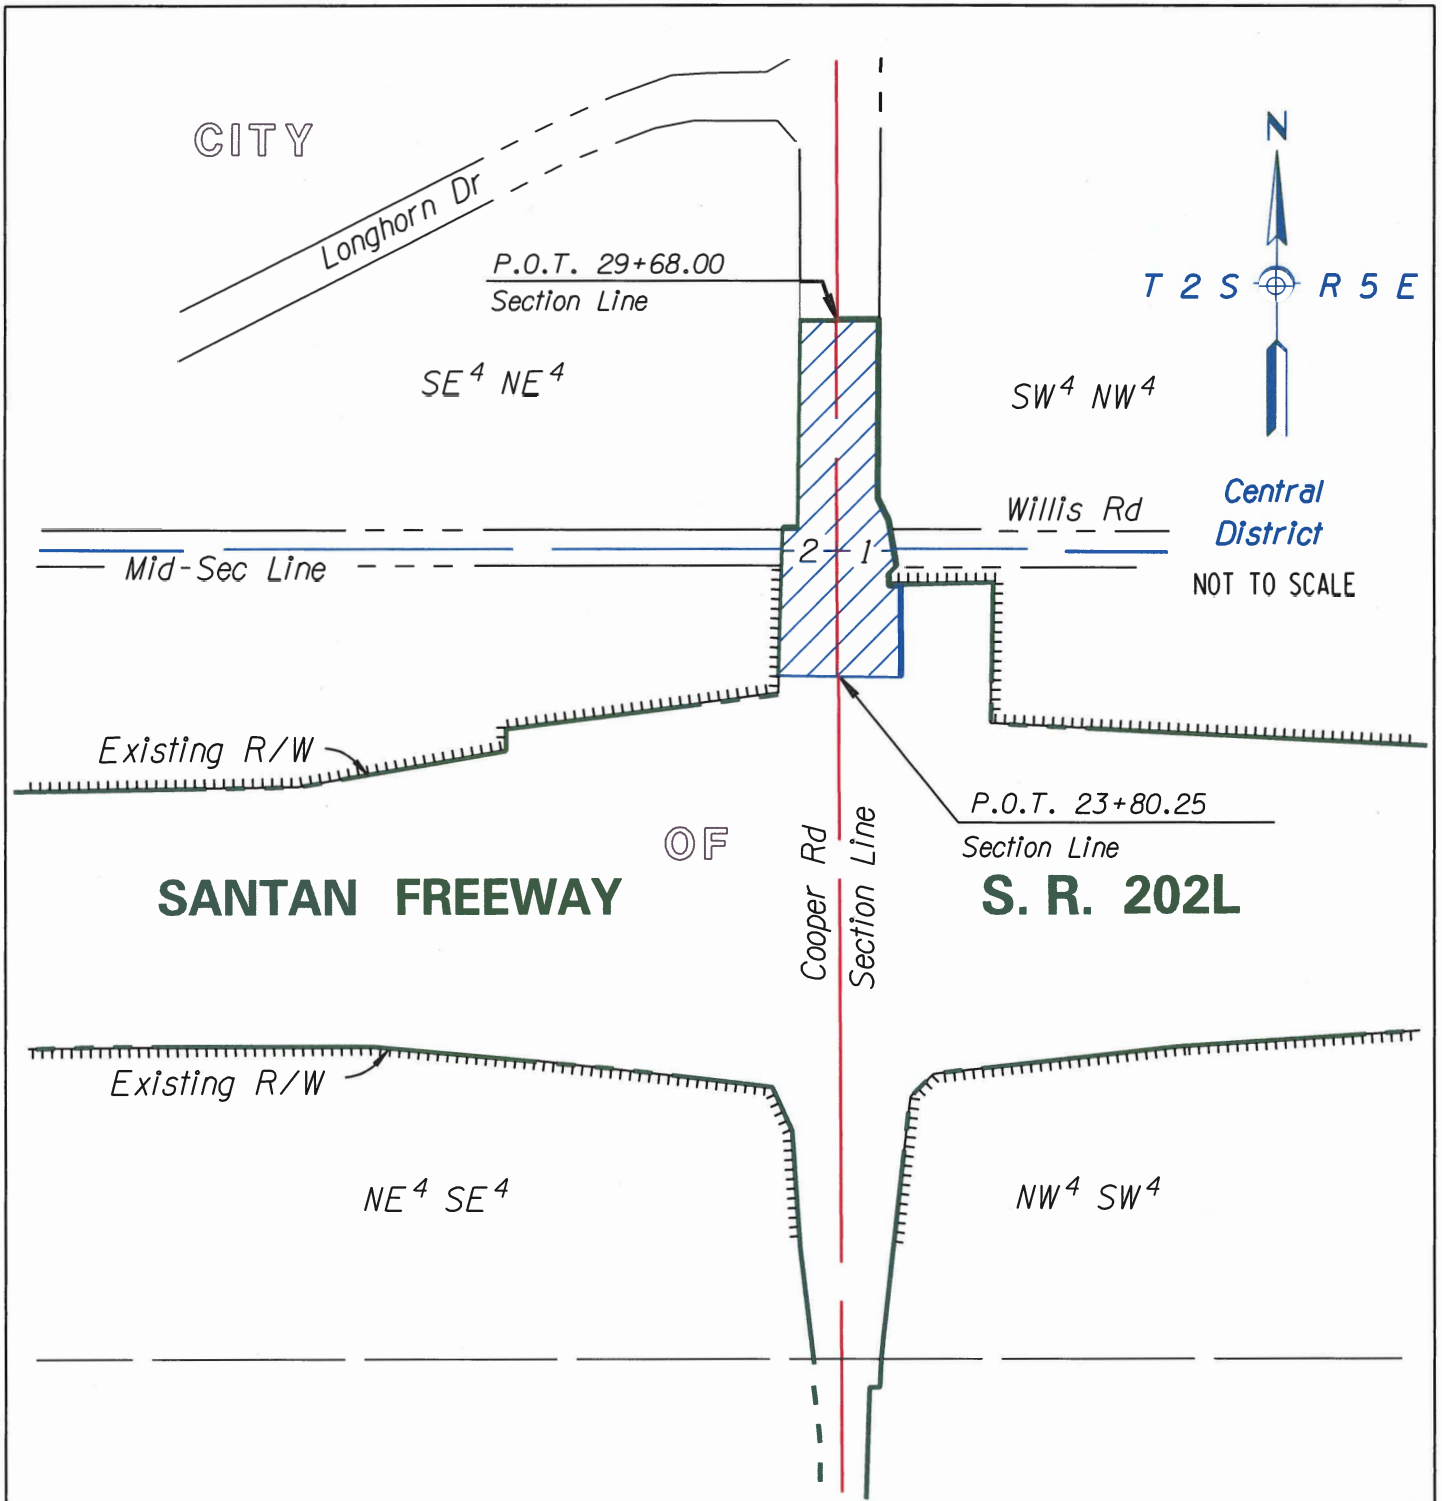 CITY
N
Longhorn Dr
P.O.T. 29+68.00
Section Line
T 2 S R 5 E
SE⁴ NE⁴
SW⁴ NW⁴
Central
District
NOT TO SCALE
Willis Rd
Mid-Sec Line
2 1
Existing R/W
P.O.T. 23+80.25
Section Line
OF
Cooper Rd
Section Line
SANTAN FREEWAY S. R. 202L
Existing R/W
NE⁴ SE⁴
NW⁴ SW⁴